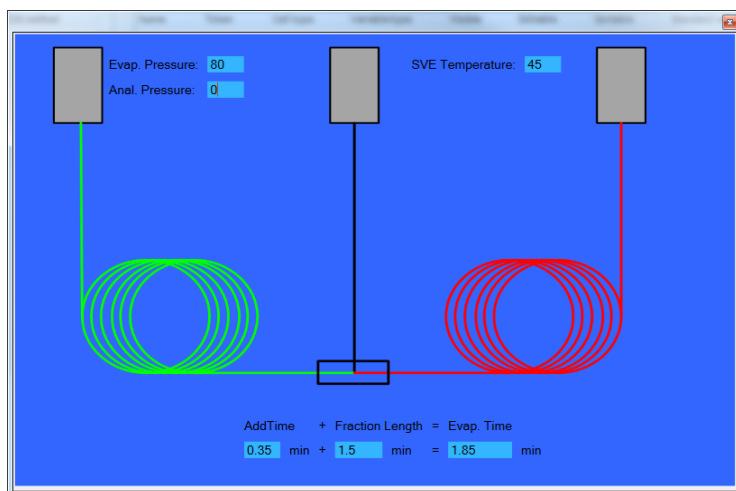 Evap. Pressure: 80 SVE Temperature: 45
Anal. Pressure: 0
AddTime + Fraction Length = Evap. Time
0.35 min + 1.5 min = 1.85 min